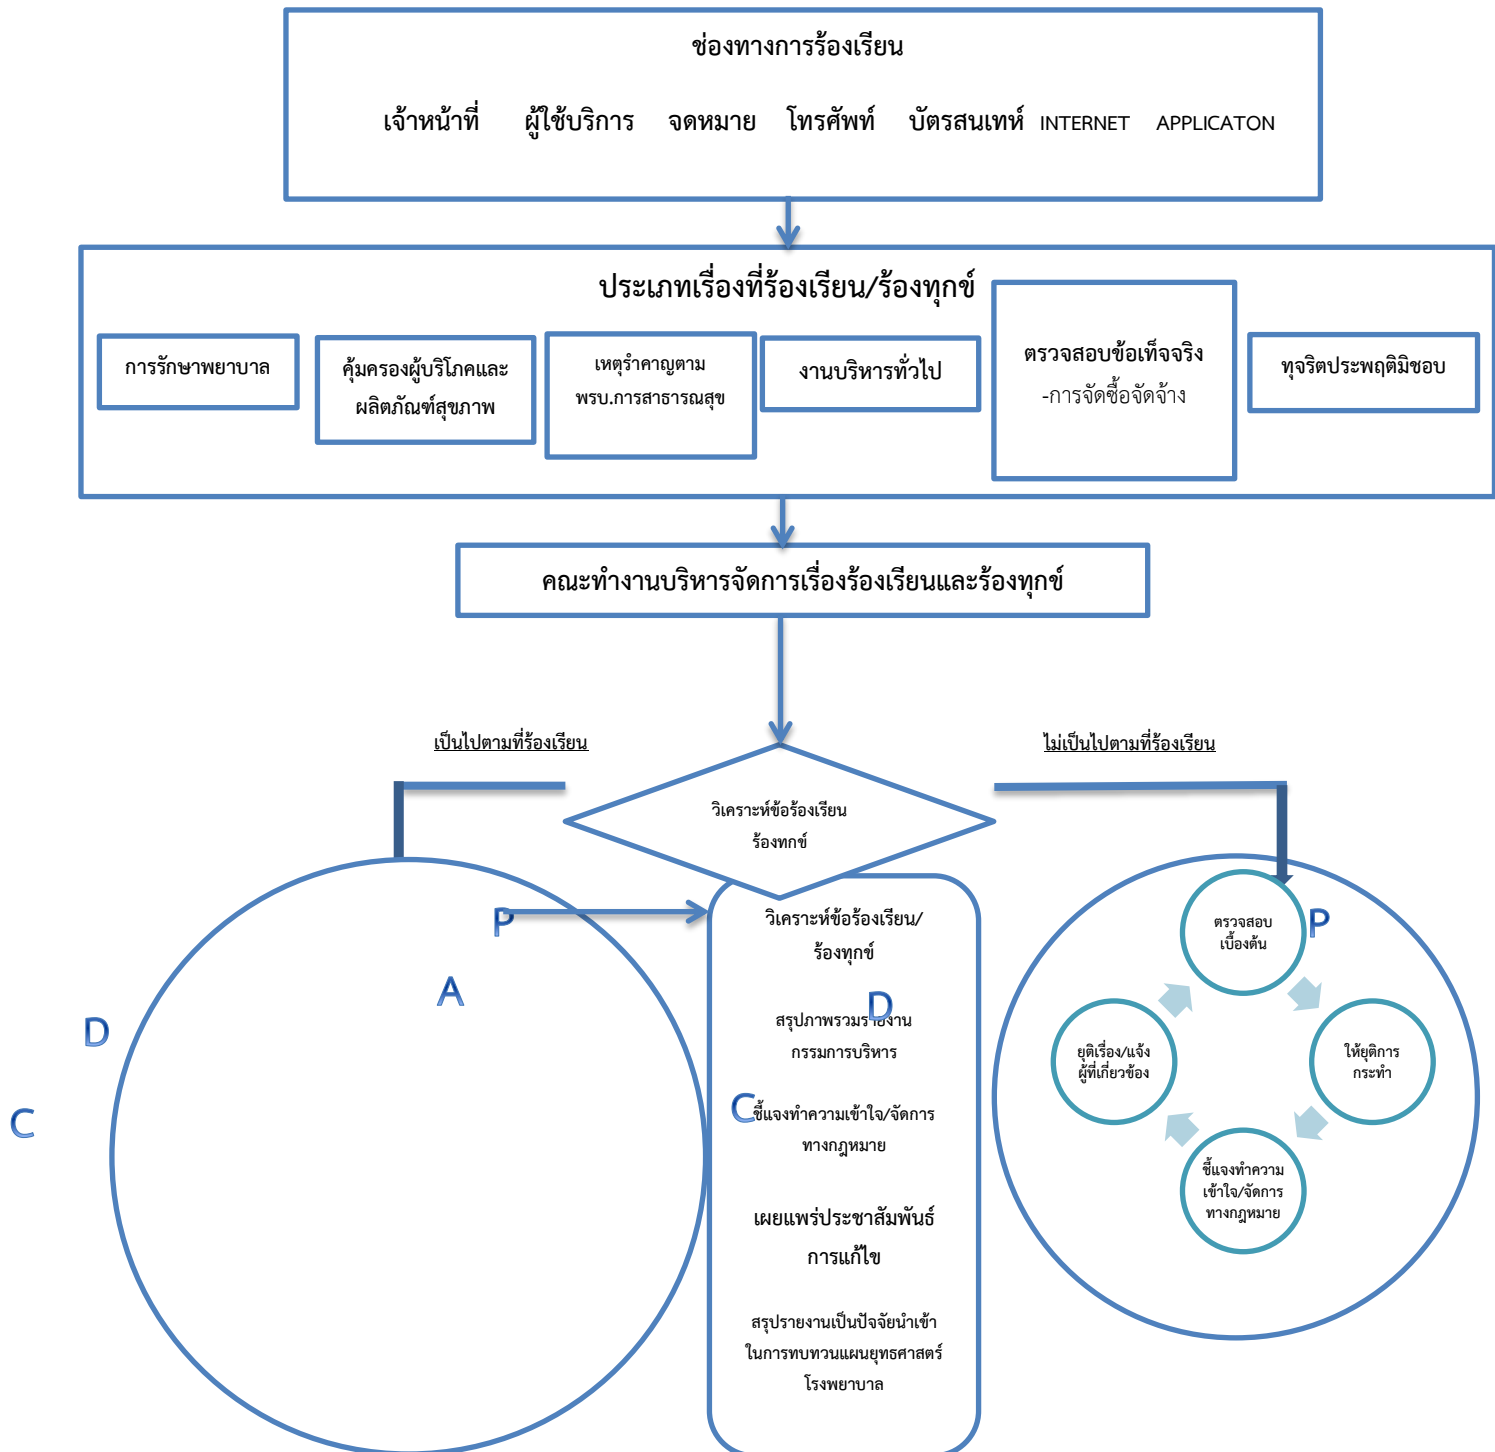 ช่องทางการร้องเรียน
เจ้าหน้าที่ ผู้ใช้บริการ จดหมาย โทรศัพท์ บัตรสนเทห์ INTERNET APPLICATON
ประเภทเรื่องที่ร้องเรียน/ร้องทุกข์
การรักษาพยาบาล
คุ้มครองผู้บริโภคและ
ผลิตภัณฑ์สุขภาพ
เหตุรำคาญตาม
พรบ.การสาธารณสุข
งานบริหารทั่วไป
ตรวจสอบข้อเท็จจริง
-การจัดซื้อจัดจ้าง
ทุจริตประพฤติมิชอบ
คณะทำงานบริหารจัดการเรื่องร้องเรียนและร้องทุกข์
เป็นไปตามที่ร้องเรียน
ไม่เป็นไปตามที่ร้องเรียน
วิเคราะห์ข้อร้องเรียน
ร้องทกข์
P
A
D
C
วิเคราะห์ข้อร้องเรียน/
ร้องทุกข์
D
สรุปภาพรวมรายงาน
กรรมการบริหาร
C
ชี้แจงทำความเข้าใจ/จัดการ
ทางกฎหมาย
เผยแพร่ประชาสัมพันธ์
การแก้ไข
สรุปรายงานเป็นปัจจัยนำเข้า
ในการทบทวนแผนยุทธศาสตร์
โรงพยาบาล
ตรวจสอบ
เบื้องต้น
P
ให้ยุติการ
กระทำ
ชี้แจงทำความ
เข้าใจ/จัดการ
ทางกฎหมาย
ยุติเรื่อง/แจ้ง
ผู้ที่เกี่ยวข้อง